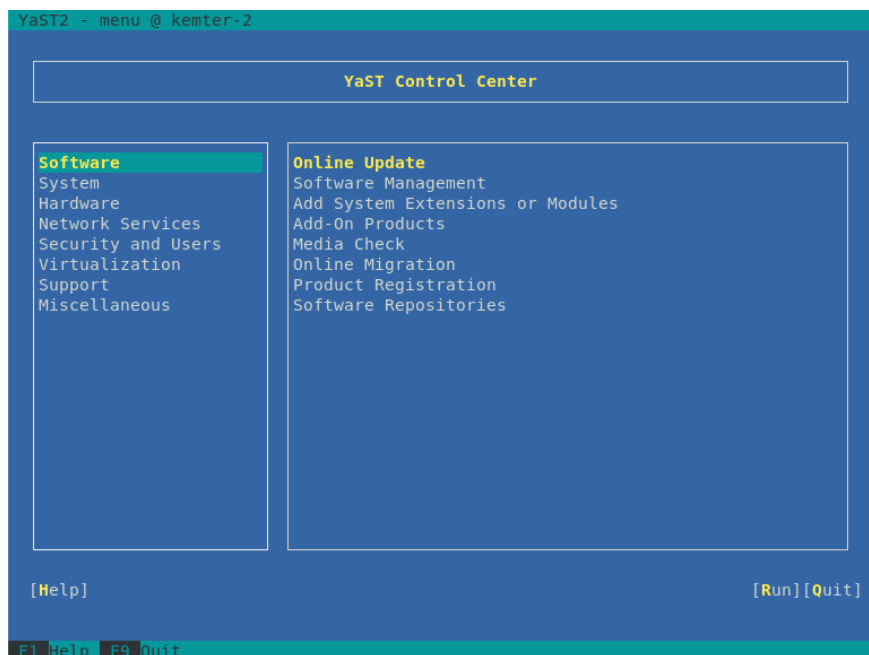 YaST2 - menu @ kemter-2
YaST Control Center
Software
System
Hardware
Network Services
Security and Users
Virtualization
Support
Miscellaneous
Online Update
Software Management
Add System Extensions or Modules
Add-On Products
Media Check
Online Migration
Product Registration
Software Repositories
[Help]
[Run][Quit]
F1 Help F9 Quit